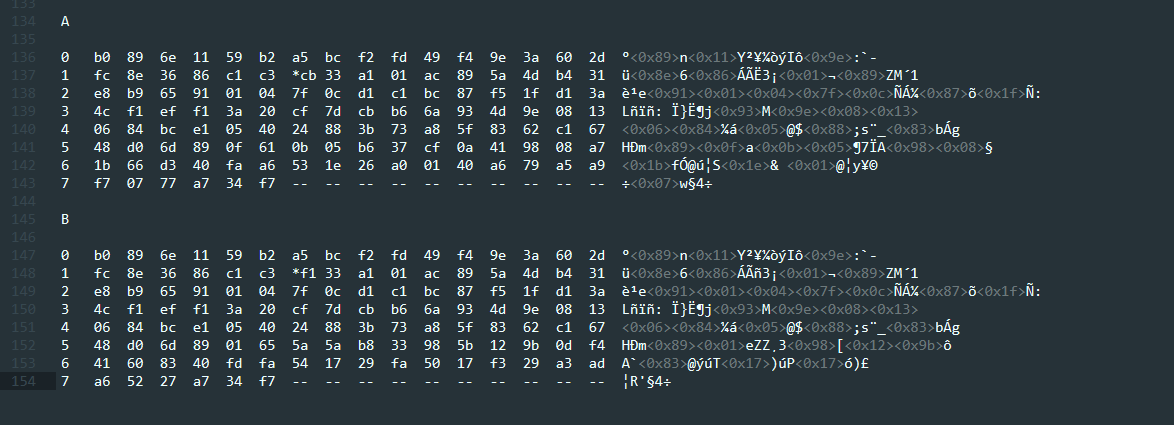 133
134 A
135
136 0 b0 89 6e 11 59 b2 a5 bc f2 fd 49 f4 9e 3a 60 2d °<0x89>n<0x11>Y²¥¼òýIô<0x9e>:`-
137 1 fc 8e 36 86 c1 c3 *cb 33 a1 01 ac 89 5a 4d b4 31 ü<0x8e>6<0x86>ÁÃË3¡<0x01>¬<0x89>ZM´1
138 2 e8 b9 65 91 01 04 7f 0c d1 c1 bc 87 f5 1f d1 3a è¹e<0x91><0x01><0x04><0x7f><0x0c>ÑÁ¼<0x87>õ<0x1f>Ñ:
139 3 4c f1 ef f1 3a 20 cf 7d cb b6 6a 93 4d 9e 08 13 Lñïñ: Ï}Ë¶j<0x93>M<0x9e><0x08><0x13>
140 4 06 84 bc e1 05 40 24 88 3b 73 a8 5f 83 62 c1 67 <0x06><0x84>¼á<0x05>@$<0x88>;s¨_<0x83>bÁg
141 5 48 d0 6d 89 0f 61 0b 05 b6 37 cf 0a 41 98 08 a7 HÐm<0x89><0x0f>a<0x0b><0x05>¶7ÏA<0x98><0x08>§
142 6 1b 66 d3 40 fa a6 53 1e 26 a0 01 40 a6 79 a5 a9 <0x1b>fÓ@ú¦S<0x1e>& <0x01>@¦y¥©
143 7 f7 07 77 a7 34 f7 -- -- -- -- -- -- -- -- -- -- ÷<0x07>w§4÷
144
145 B
146
147 0 b0 89 6e 11 59 b2 a5 bc f2 fd 49 f4 9e 3a 60 2d °<0x89>n<0x11>Y²¥¼òýIô<0x9e>:`-
148 1 fc 8e 36 86 c1 c3 *f1 33 a1 01 ac 89 5a 4d b4 31 ü<0x8e>6<0x86>ÁÃñ3¡<0x01>¬<0x89>ZM´1
149 2 e8 b9 65 91 01 04 7f 0c d1 c1 bc 87 f5 1f d1 3a è¹e<0x91><0x01><0x04><0x7f><0x0c>ÑÁ¼<0x87>õ<0x1f>Ñ:
150 3 4c f1 ef f1 3a 20 cf 7d cb b6 6a 93 4d 9e 08 13 Lñïñ: Ï}Ë¶j<0x93>M<0x9e><0x08><0x13>
151 4 06 84 bc e1 05 40 24 88 3b 73 a8 5f 83 62 c1 67 <0x06><0x84>¼á<0x05>@$<0x88>;s¨_<0x83>bÁg
152 5 48 d0 6d 89 01 65 5a 5a b8 33 98 5b 12 9b 0d f4 HÐm<0x89><0x01>eZZ¸3<0x98>[<0x12><0x9b>ô
153 6 41 60 83 40 fd fa 54 17 29 fa 50 17 f3 29 a3 ad A`<0x83>@ýúT<0x17>)úP<0x17>ó)£
154 7 a6 52 27 a7 34 f7 -- -- -- -- -- -- -- -- -- -- ¦R'§4÷